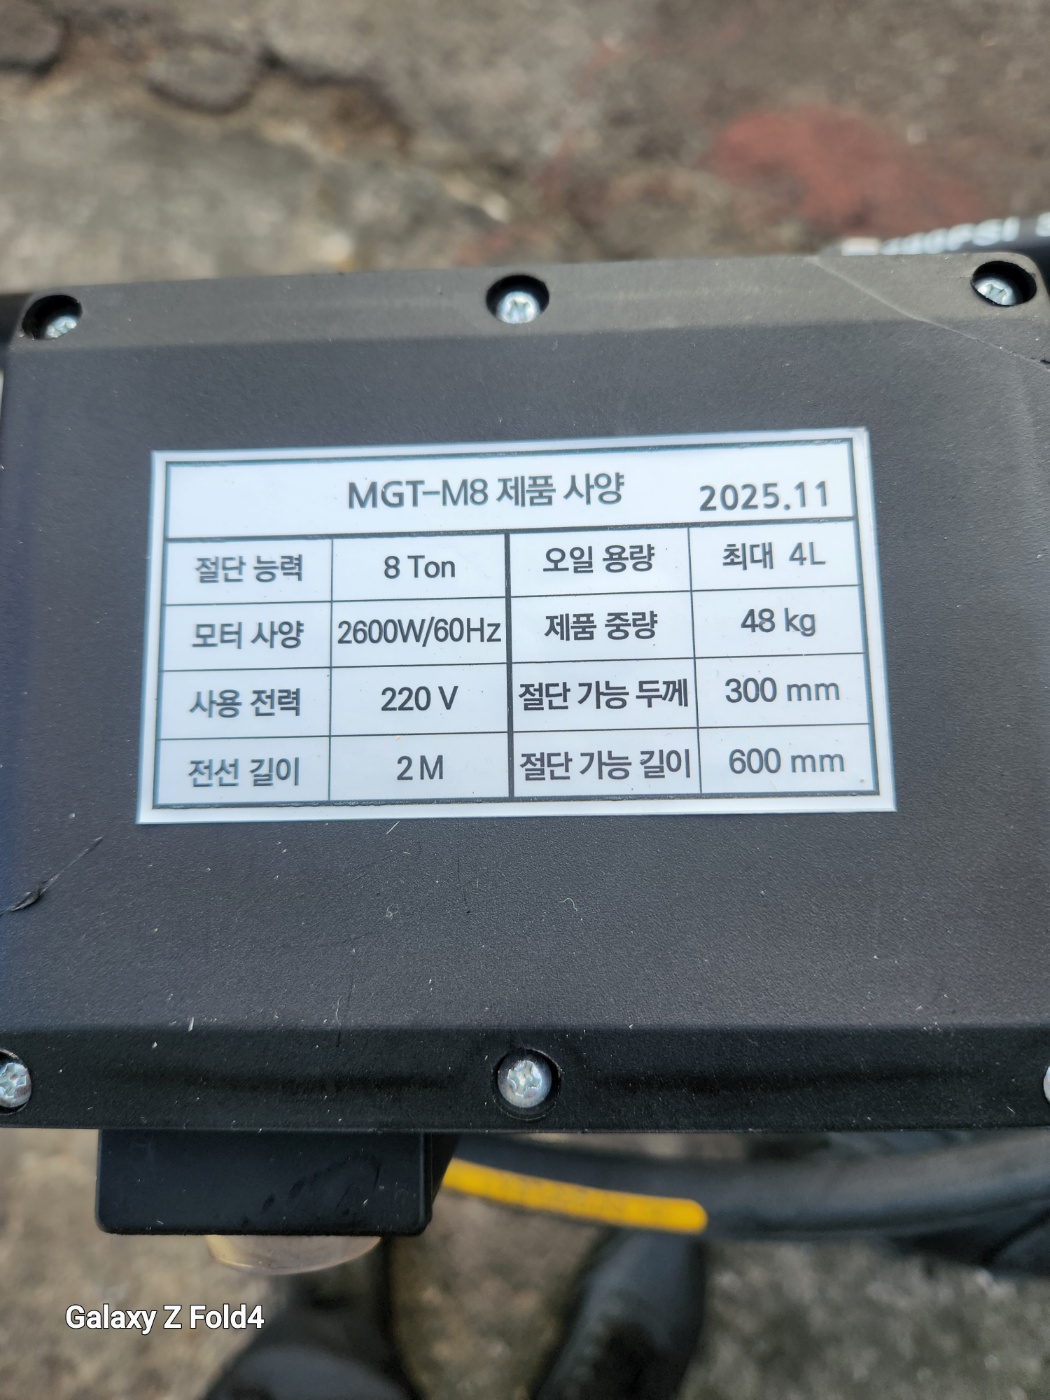 400PSI
MGT-M8 제품 사양 2025.11
절단 능력 8 Ton 오일 용량 최대 4L
모터 사양 2600W/60Hz 제품 중량 48 kg
사용 전력 220 V 절단 가능 두께 300 mm
전선 길이 2 M 절단 가능 길이 600 mm
Galaxy Z Fold4